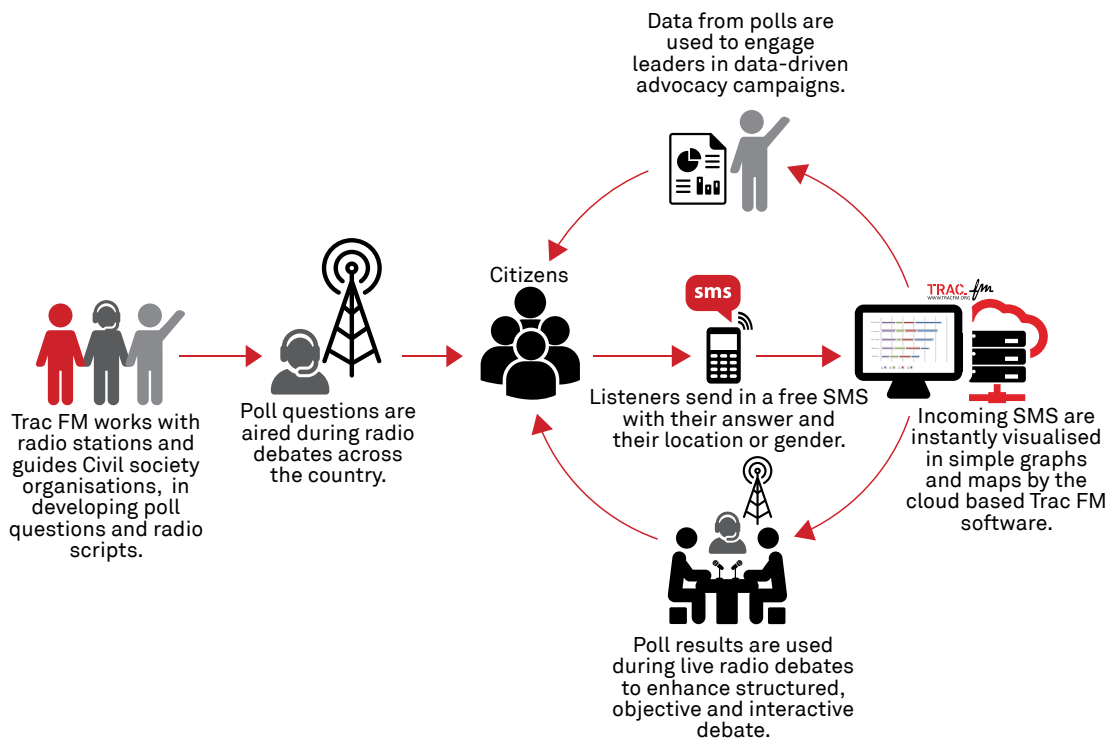 Trac FM works with
radio stations and
guides Civil society
organisations, in
developing poll
questions and radio
scripts.
Poll questions are
aired during radio
debates across
the country.
Citizens
sms
Listeners send in a free SMS
with their answer and
their location or gender.
TRAC fm
WWW.TRACFM.ORG
Incoming SMS are
instantly visualised
in simple graphs
and maps by the
cloud based Trac FM
software.
Data from polls are
used to engage
leaders in data-driven
advocacy campaigns.
Poll results are used
during live radio debates
to enhance structured,
objective and interactive
debate.